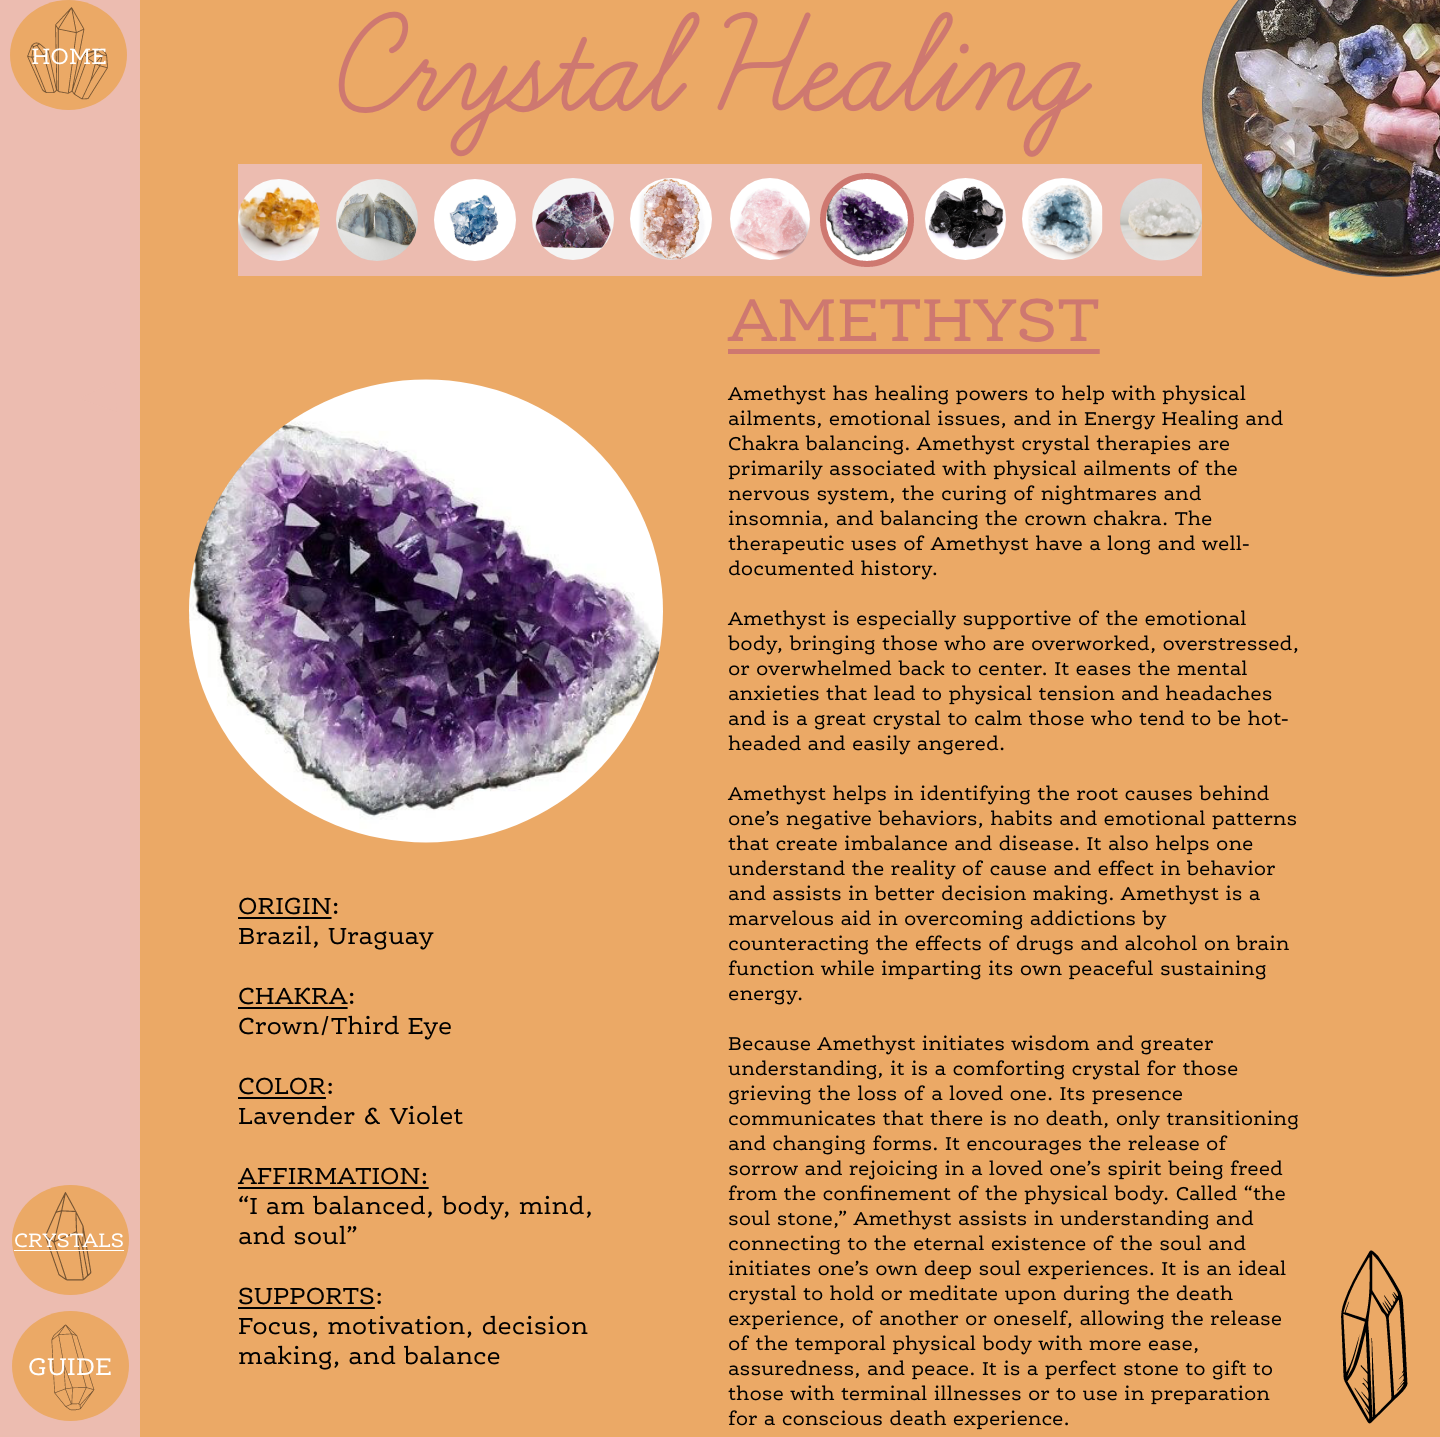 HOME
Crystal Healing
AMETHYST
Amethyst has healing powers to help with physical
ailments, emotional issues, and in Energy Healing and
Chakra balancing. Amethyst crystal therapies are
primarily associated with physical ailments of the
nervous system, the curing of nightmares and
insomnia, and balancing the crown chakra. The
therapeutic uses of Amethyst have a long and well-
documented history.
Amethyst is especially supportive of the emotional
body, bringing those who are overworked, overstressed,
or overwhelmed back to center. It eases the mental
anxieties that lead to physical tension and headaches
and is a great crystal to calm those who tend to be hot-
headed and easily angered.
Amethyst helps in identifying the root causes behind
one’s negative behaviors, habits and emotional patterns
that create imbalance and disease. It also helps one
understand the reality of cause and effect in behavior
and assists in better decision making. Amethyst is a
marvelous aid in overcoming addictions by
counteracting the effects of drugs and alcohol on brain
function while imparting its own peaceful sustaining
energy.
Because Amethyst initiates wisdom and greater
understanding, it is a comforting crystal for those
grieving the loss of a loved one. Its presence
communicates that there is no death, only transitioning
and changing forms. It encourages the release of
sorrow and rejoicing in a loved one’s spirit being freed
from the confinement of the physical body. Called “the
soul stone,” Amethyst assists in understanding and
connecting to the eternal existence of the soul and
initiates one’s own deep soul experiences. It is an ideal
crystal to hold or meditate upon during the death
experience, of another or oneself, allowing the release
of the temporal physical body with more ease,
assuredness, and peace. It is a perfect stone to gift to
those with terminal illnesses or to use in preparation
for a conscious death experience.
ORIGIN:
Brazil, Uraguay
CHAKRA:
Crown/Third Eye
COLOR:
Lavender & Violet
AFFIRMATION:
“I am balanced, body, mind,
and soul”
SUPPORTS:
Focus, motivation, decision
making, and balance
CRYSTALS
GUIDE